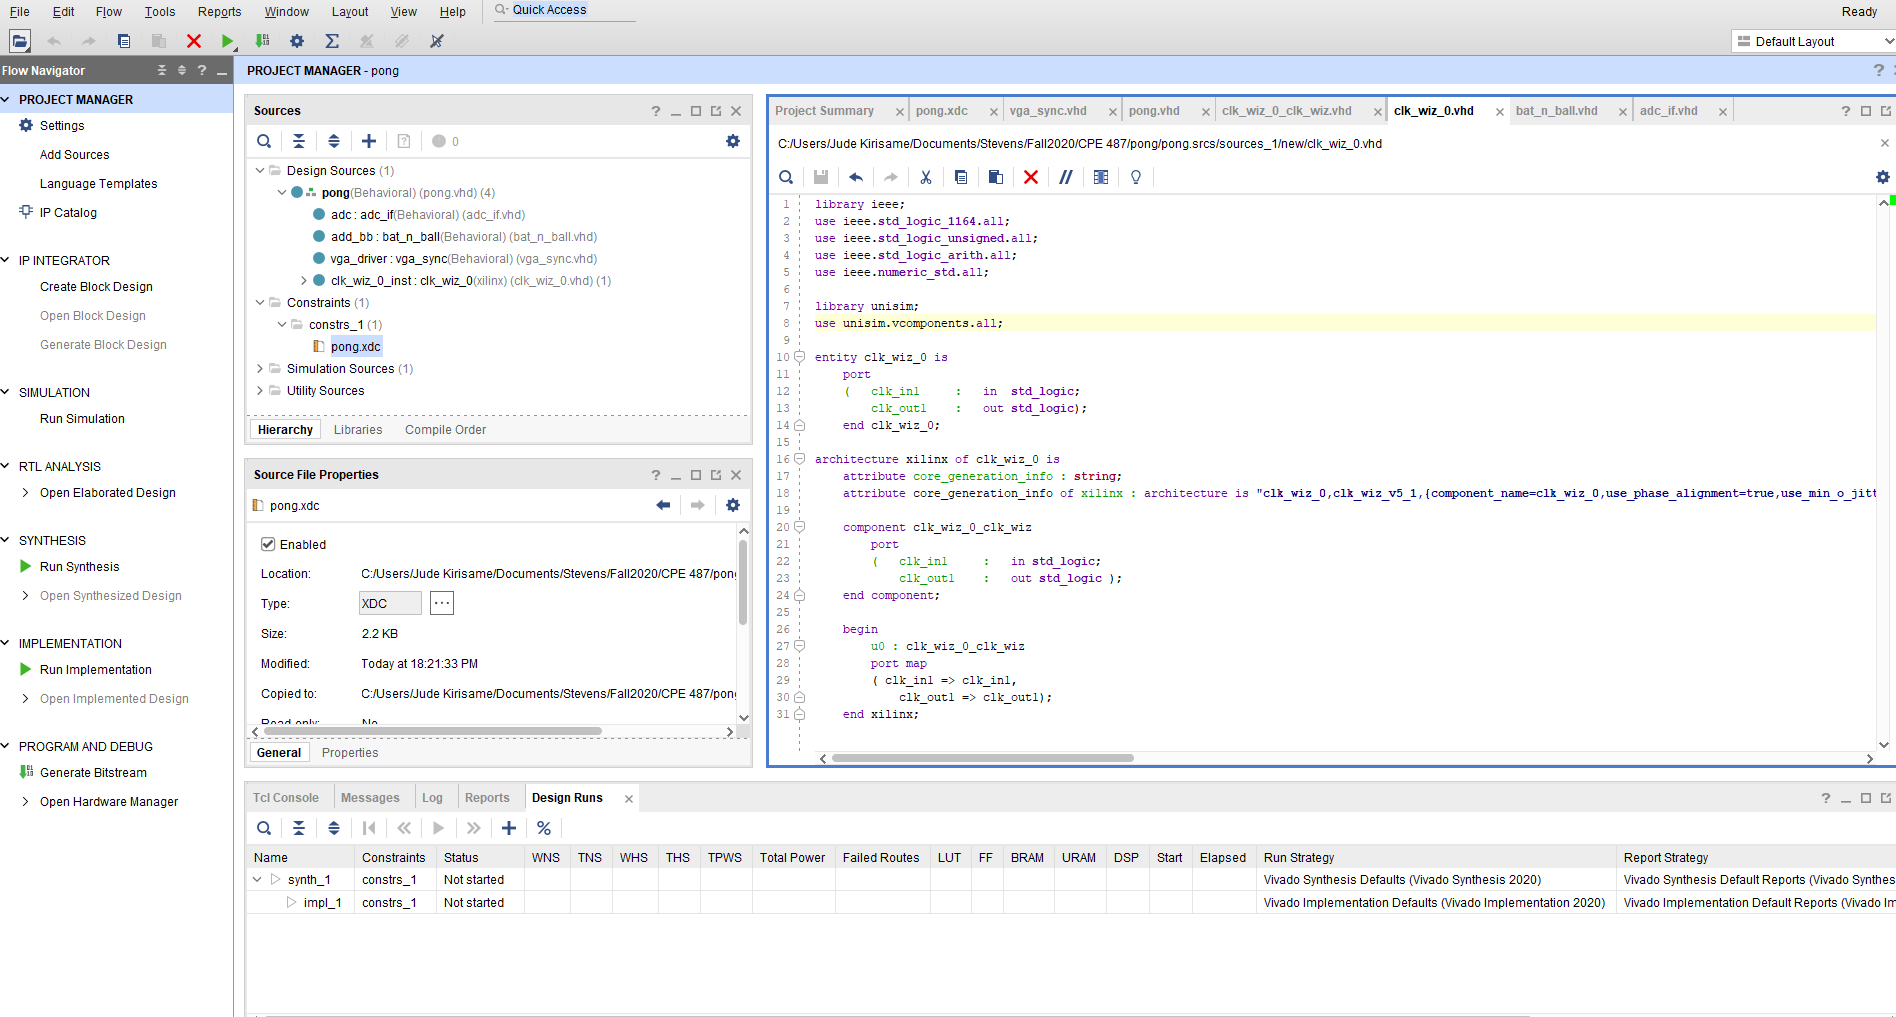 File Edit Flow Tools Reports Window Layout View Help Quick Access Ready
Default Layout
Flow Navigator
PROJECT MANAGER
Settings
Add Sources
Language Templates
IP Catalog
IP INTEGRATOR
Create Block Design
Open Block Design
Generate Block Design
SIMULATION
Run Simulation
RTL ANALYSIS
Open Elaborated Design
SYNTHESIS
Run Synthesis
Open Synthesized Design
IMPLEMENTATION
Run Implementation
Open Implemented Design
PROGRAM AND DEBUG
Generate Bitstream
Open Hardware Manager
PROJECT MANAGER - pong
Sources
0
Design Sources (1)
pong(Behavioral) (pong.vhd) (4)
adc : adc_if(Behavioral) (adc_if.vhd)
add_bb : bat_n_ball(Behavioral) (bat_n_ball.vhd)
vga_driver : vga_sync(Behavioral) (vga_sync.vhd)
clk_wiz_0_inst : clk_wiz_0(xilinx) (clk_wiz_0.vhd) (1)
Constraints (1)
constrs_1 (1)
pong.xdc
Simulation Sources (1)
Utility Sources
Hierarchy Libraries Compile Order
Source File Properties
pong.xdc
Enabled
Location: C:/Users/Jude Kirisame/Documents/Stevens/Fall2020/CPE 487/pong
Type: XDC
Size: 2.2 KB
Modified: Today at 18:21:33 PM
Copied to: C:/Users/Jude Kirisame/Documents/Stevens/Fall2020/CPE 487/pong
Read-only: No
General Properties
Project Summary pong.xdc vga_sync.vhd pong.vhd clk_wiz_0_clk_wiz.vhd clk_wiz_0.vhd bat_n_ball.vhd adc_if.vhd
C:/Users/Jude Kirisame/Documents/Stevens/Fall2020/CPE 487/pong/pong.srcs/sources_1/new/clk_wiz_0.vhd
1 library ieee;
2 use ieee.std_logic_1164.all;
3 use ieee.std_logic_unsigned.all;
4 use ieee.std_logic_arith.all;
5 use ieee.numeric_std.all;
6
7 library unisim;
8 use unisim.vcomponents.all;
9
10 entity clk_wiz_0 is
11 port
12 ( clk_in1 : in std_logic;
13 clk_out1 : out std_logic);
14 end clk_wiz_0;
15
16 architecture xilinx of clk_wiz_0 is
17 attribute core_generation_info : string;
18 attribute core_generation_info of xilinx : architecture is "clk_wiz_0,clk_wiz_v5_1,{component_name=clk_wiz_0,use_phase_alignment=true,use_min_o_jitt
19
20 component clk_wiz_0_clk_wiz
21 port
22 ( clk_in1 : in std_logic;
23 clk_out1 : out std_logic );
24 end component;
25
26 begin
27 u0 : clk_wiz_0_clk_wiz
28 port map
29 ( clk_in1 => clk_in1,
30 clk_out1 => clk_out1);
31 end xilinx;
Tcl Console Messages Log Reports Design Runs
Name Constraints Status WNS TNS WHS THS TPWS Total Power Failed Routes LUT FF BRAM URAM DSP Start Elapsed Run Strategy Report Strategy
synth_1 constrs_1 Not started Vivado Synthesis Defaults (Vivado Synthesis 2020) Vivado Synthesis Default Reports (Vivado Synthes
impl_1 constrs_1 Not started Vivado Implementation Defaults (Vivado Implementation 2020) Vivado Implementation Default Reports (Vivado Im